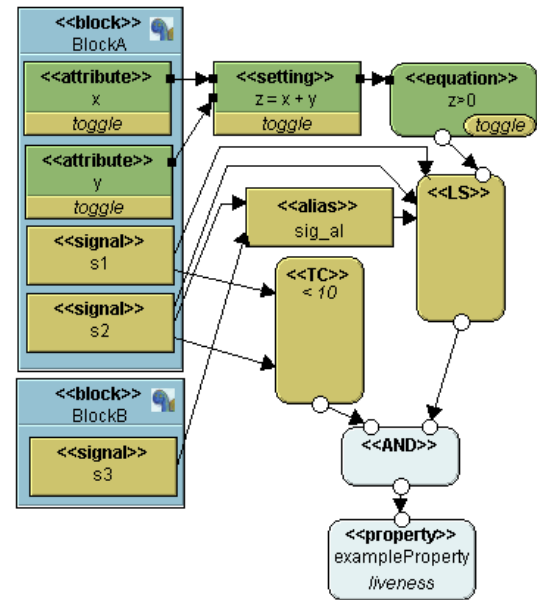 <<block>>
BlockA
<<attribute>>
x
toggle
<<setting>>
z = x + y
toggle
<<equation>>
z>0
toggle
<<attribute>>
y
toggle
<<LS>>
<<alias>>
sig_al
<<signal>>
s1
<<TC>>
< 10
<<signal>>
s2
<<block>>
BlockB
<<signal>>
s3
<<AND>>
<<property>>
exampleProperty
liveness